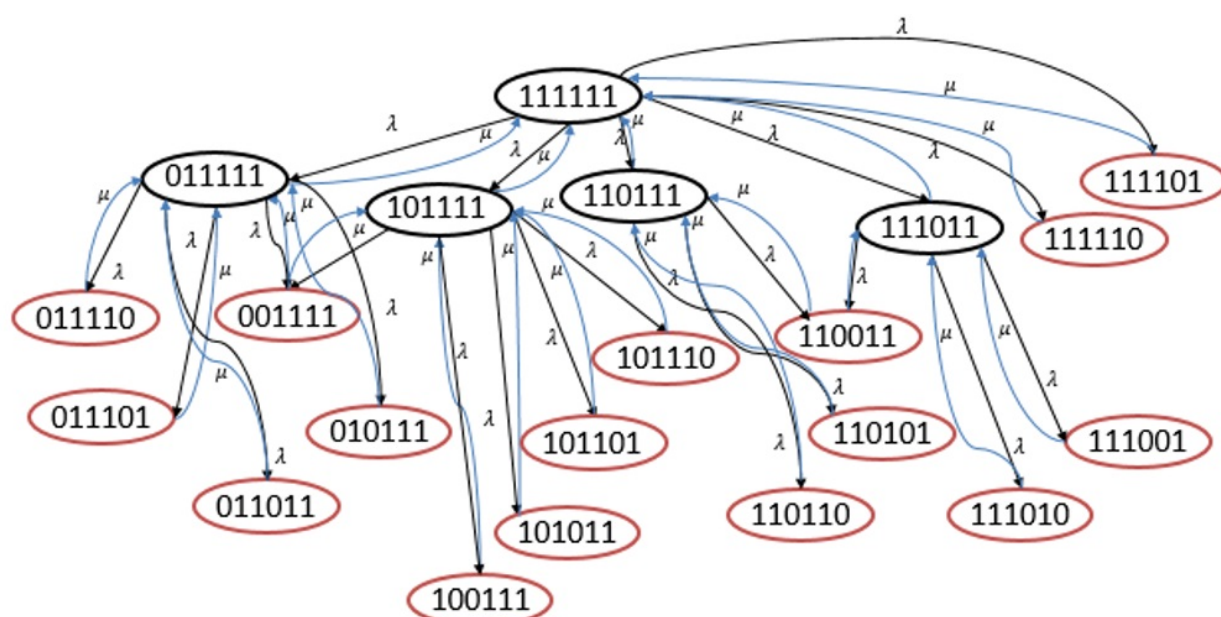 λ
111111
μ
λ
μ
λ
μ
λ
μ
μ
λ
μ
λ
011111
101111
110111
111011
111101
111110
μ
λ
λ
μ
λ
μ
μ
μ
μ
λ
μ
μ
λ
λ
μ
μ
μ
λ
λ
μ
λ
011110
001111
101110
110011
λ
λ
μ
λ
μ
λ
λ
λ
011101
010111
101101
110101
111001
λ
λ
λ
λ
011011
101011
110110
111010
100111